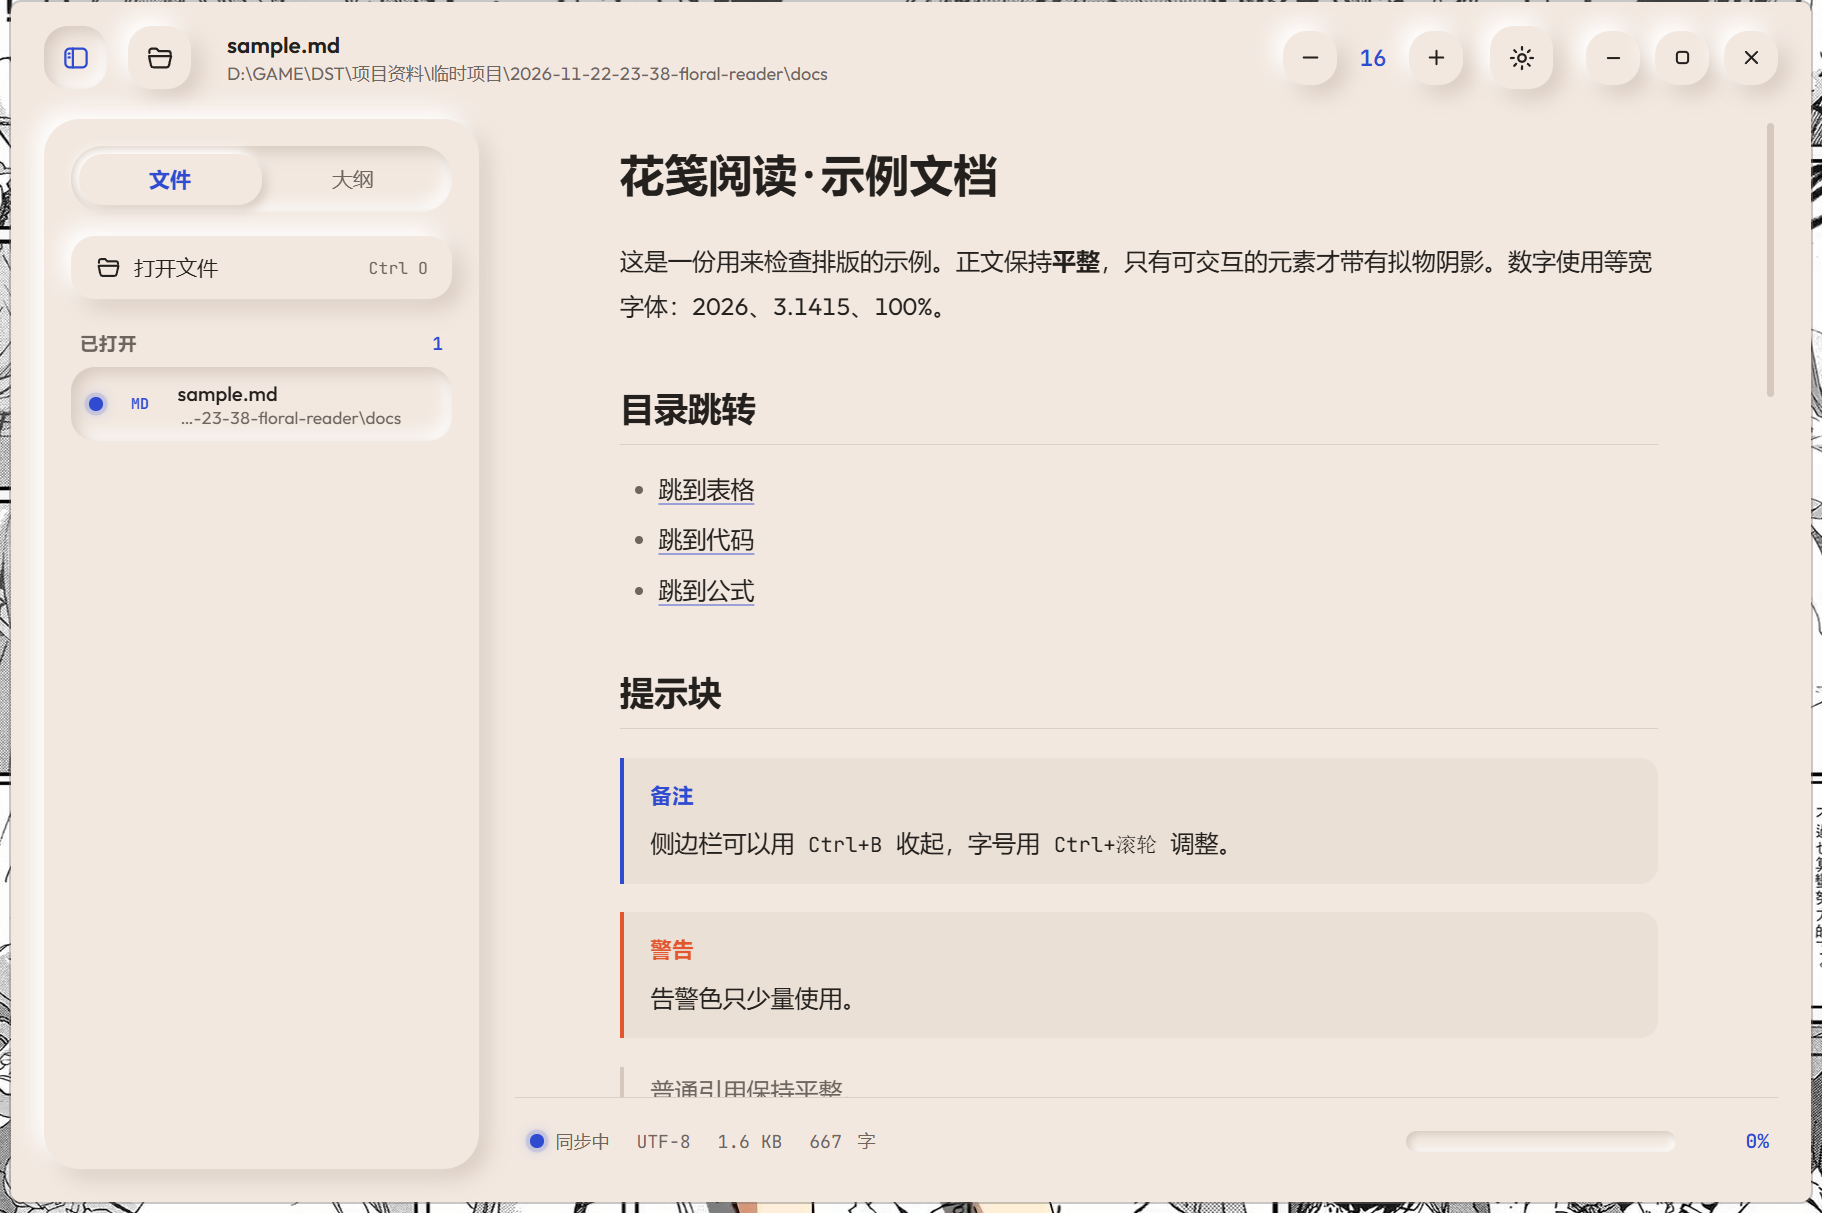 sample.md
D:\GAME\DST\项目资料\临时项目\2026-11-22-23-38-floral-reader\docs
16
文件
大纲
打开文件 Ctrl O
已打开 1
MD sample.md
...-23-38-floral-reader\docs
花笺阅读·示例文档
这是一份用来检查排版的示例。正文保持平整，只有可交互的元素才带有拟物阴影。数字使用等宽
字体：2026、3.1415、100%。
目录跳转
跳到表格
跳到代码
跳到公式
提示块
备注
侧边栏可以用 Ctrl+B 收起，字号用 Ctrl+滚轮 调整。
警告
告警色只少量使用。
普通引用保持平整
同步中 UTF-8 1.6 KB 667 字
0%